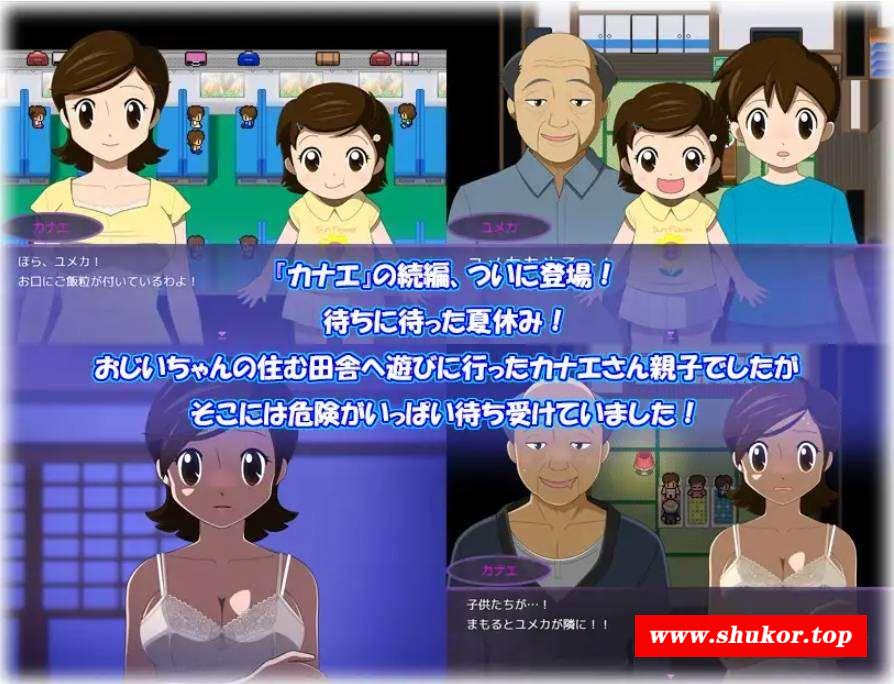 カナエ
ほら、ユメカ！
お口にご飯粒が付いているわよ！
Sun Flower
ユメカ
Sun Flower
『カナエ』の続編、ついに登場！
待ちに待った夏休み！
おじいちゃんの住む田舎へ遊びに行ったカナエさん親子でしたが
そこには危険がいっぱい待ち受けていました！
カナエ
子供たちが…！
まもるとユメカが隣に！！
www.shukor.top